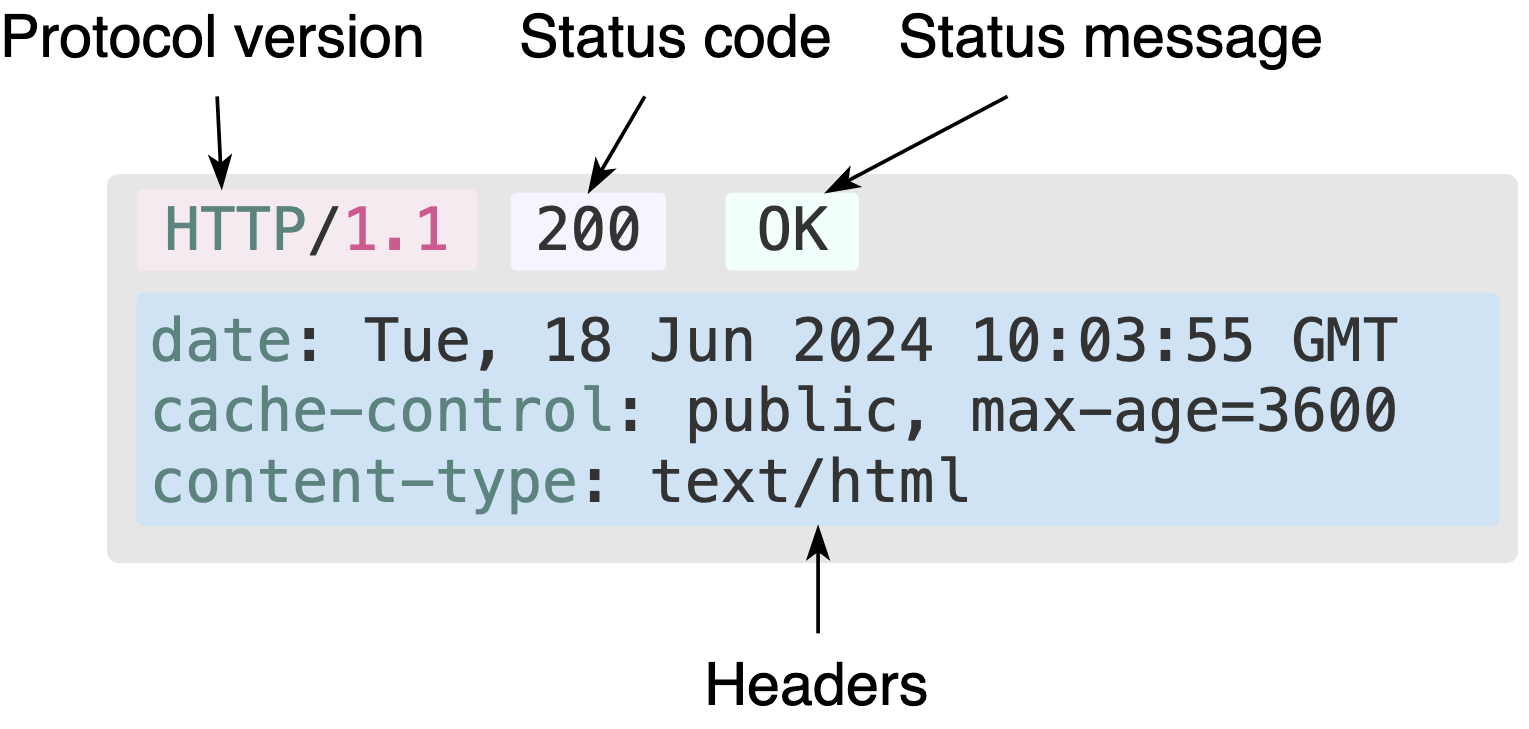 Protocol version Status code Status message
HTTP/1.1 200 OK
date: Tue, 18 Jun 2024 10:03:55 GMT
cache-control: public, max-age=3600
content-type: text/html
Headers